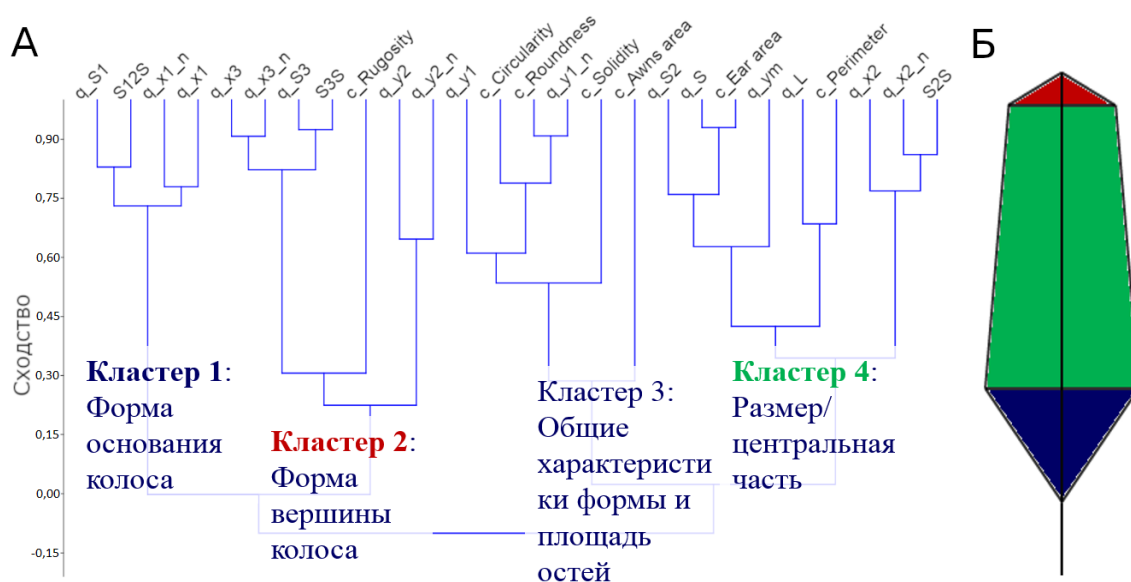 А
Б
q_S1
S12S
q_x1_n
q_x1
q_x3
q_x3_n
q_S3
S3S
c_Rugosity
q_y2
q_y2_n
q_y1
c_Circularity
c_Roundness
q_y1_n
c_Solidity
c_Awns area
q_S2
q_S
c_Ear area
q_ym
q_L
c_Perimeter
q_x2
q_x2_n
S2S
0,90
0,75
0,60
0,45
0,30
0,15
0,00
-0,15
Сходство
Кластер 1:
Форма
основания
колоса
Кластер 2:
Форма
вершины
колоса
Кластер 3:
Общие
характеристи
ки формы и
площадь
остей
Кластер 4:
Размер/
центральная
часть